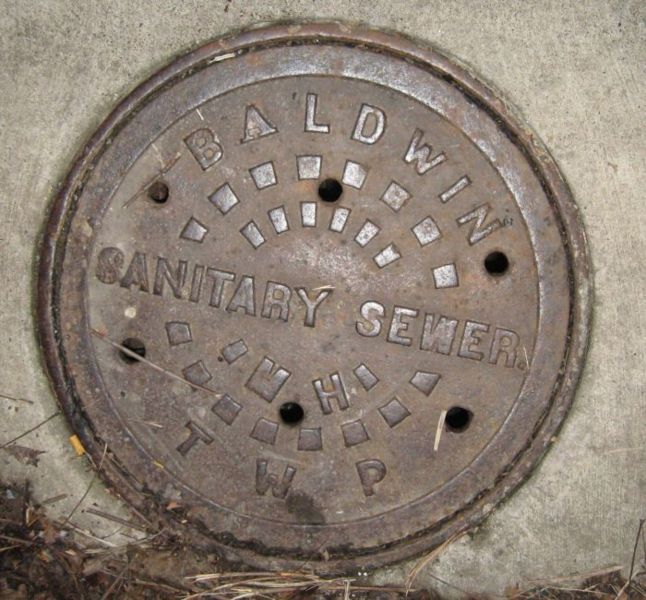 BALDWIN
SANITARY SEWER.
M H
TWP